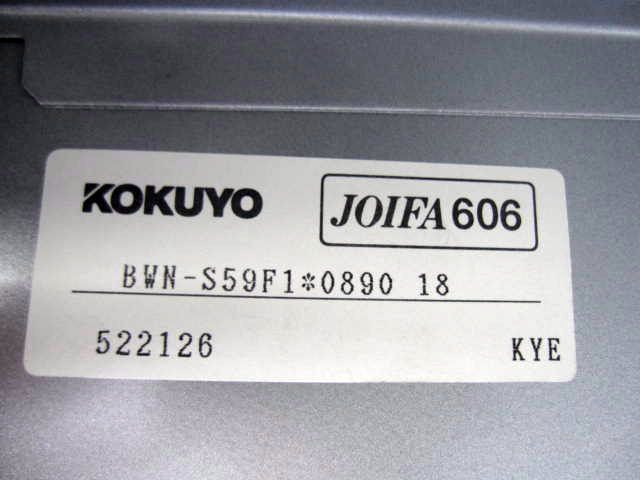 KOKUYO JOIFA 606
BWN-S59F1*0890 18
522126 KYE